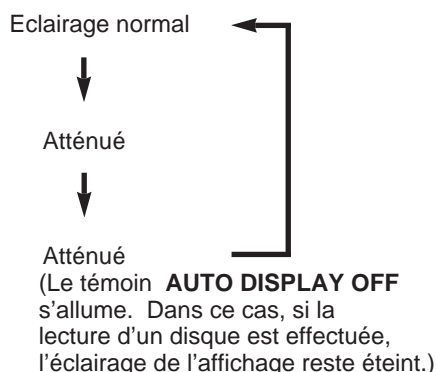 Eclairage normal
Atténué
Atténué
(Le témoin AUTO DISPLAY OFF
s’allume. Dans ce cas, si la
lecture d’un disque est effectuée,
l’éclairage de l’affichage reste éteint.)